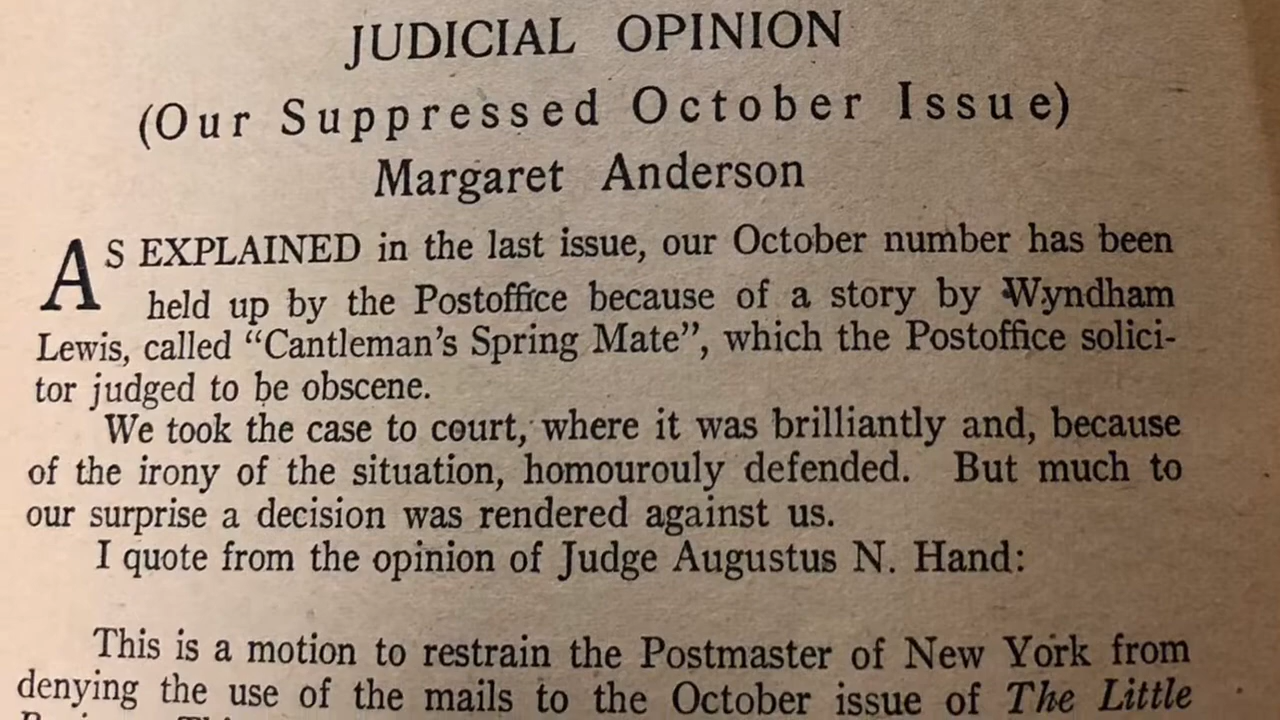 JUDICIAL OPINION
(Our Suppressed October Issue)
Margaret Anderson
AS EXPLAINED in the last issue, our October number has been
held up by the Postoffice because of a story by Wyndham
Lewis, called “Cantleman’s Spring Mate”, which the Postoffice solici-
tor judged to be obscene.
We took the case to court, where it was brilliantly and, because
of the irony of the situation, homourouly defended. But much to
our surprise a decision was rendered against us.
I quote from the opinion of Judge Augustus N. Hand:
This is a motion to restrain the Postmaster of New York from
denying the use of the mails to the October issue of The Little